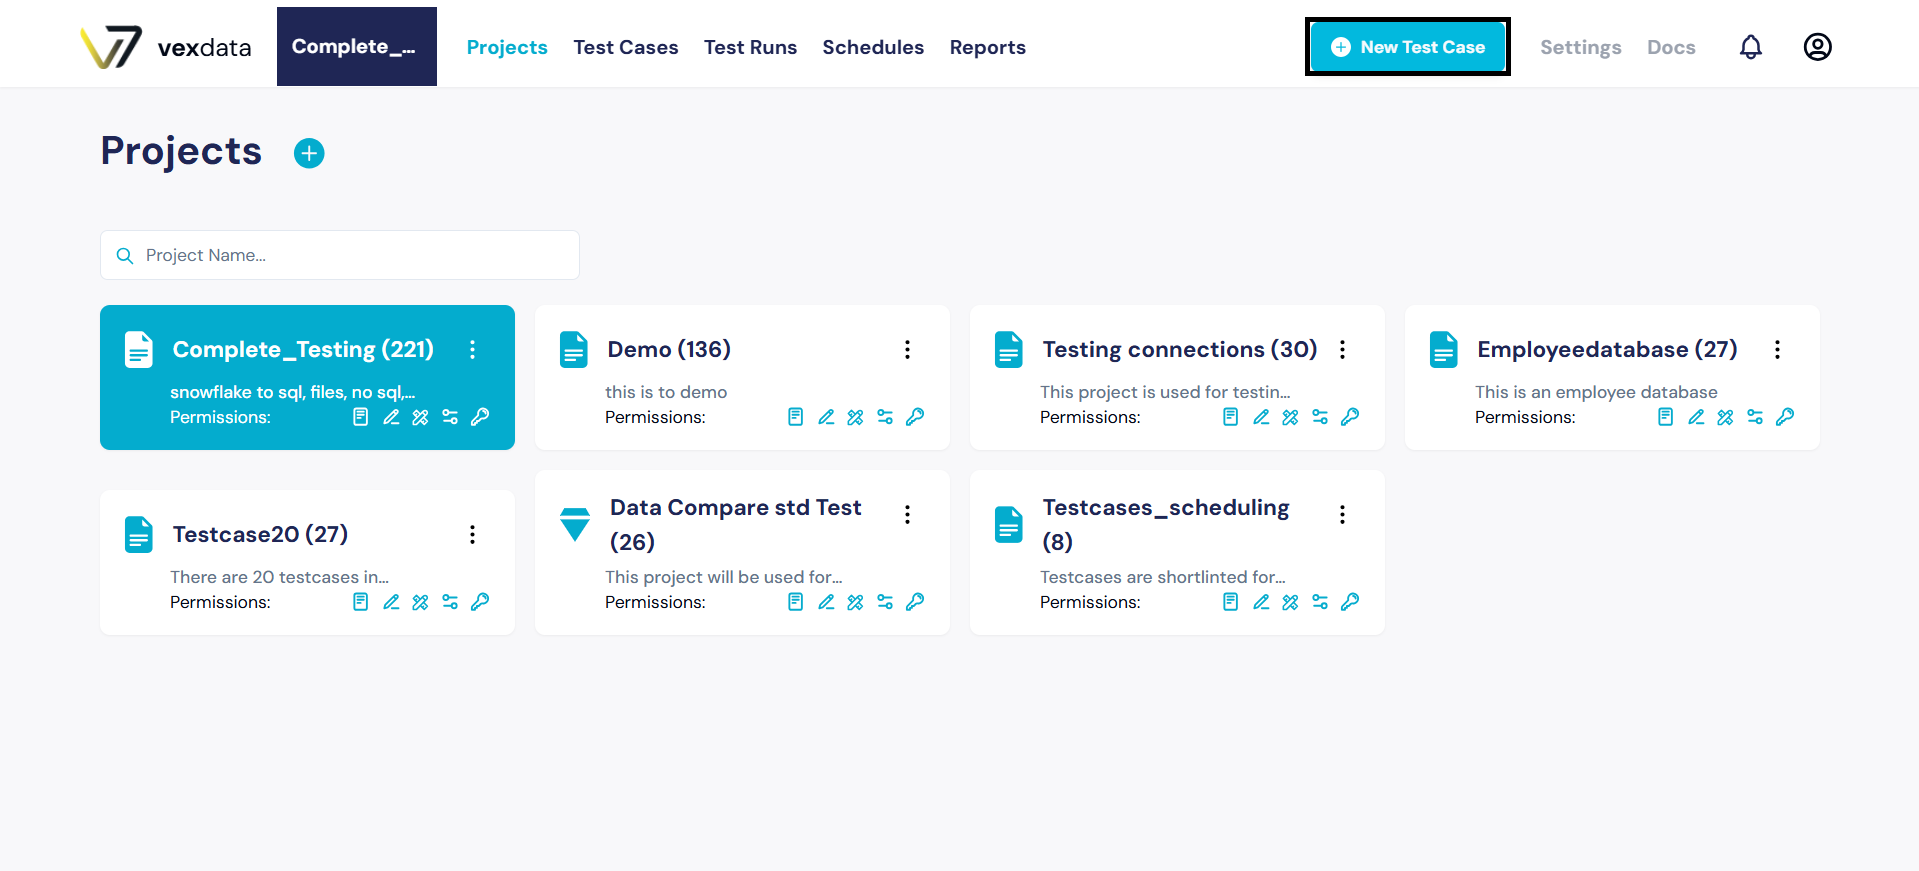 vexdata
Complete_...
Projects
Test Cases
Test Runs
Schedules
Reports
New Test Case
Settings
Docs
Projects
Project Name...
Complete_Testing (221)
snowflake to sql, files, no sql,...
Permissions:
Demo (136)
this is to demo
Permissions:
Testing connections (30)
This project is used for testin...
Permissions:
Employeedatabase (27)
This is an employee database
Permissions:
Testcase20 (27)
There are 20 testcases in...
Permissions:
Data Compare std Test
(26)
This project will be used for...
Permissions:
Testcases_scheduling
(8)
Testcases are shortlinted for...
Permissions: